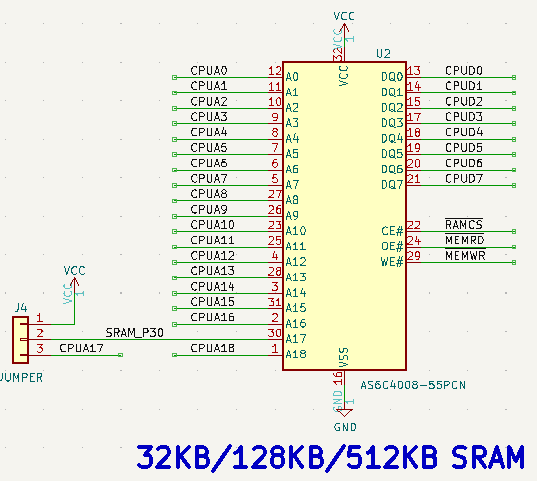 VCC
VCC 1
U2
32
VCC
CPUA0 12 A0 DQ0 13 CPUD0
CPUA1 11 A1 DQ1 14 CPUD1
CPUA2 10 A2 DQ2 15 CPUD2
CPUA3 9 A3 DQ3 17 CPUD3
CPUA4 8 A4 DQ4 18 CPUD4
CPUA5 7 A5 DQ5 19 CPUD5
CPUA6 6 A6 DQ6 20 CPUD6
CPUA7 5 A7 DQ7 21 CPUD7
CPUA8 27 A8
CPUA9 26 A9
CPUA10 23 A10 CE# 22 RAMCS
CPUA11 25 A11 OE# 24 MEMRD
CPUA12 4 A12 WE# 29 MEMWR
CPUA13 28 A13
CPUA14 3 A14
CPUA15 31 A15
CPUA16 2 A16
SRAM_P30 30 A17
CPUA18 1 A18
VCC
VCC 1
J4
1
2
3 CPUA17
JUMPER
VSS
16
AS6C4008-55PCN
GND 1
GND
32KB/128KB/512KB SRAM